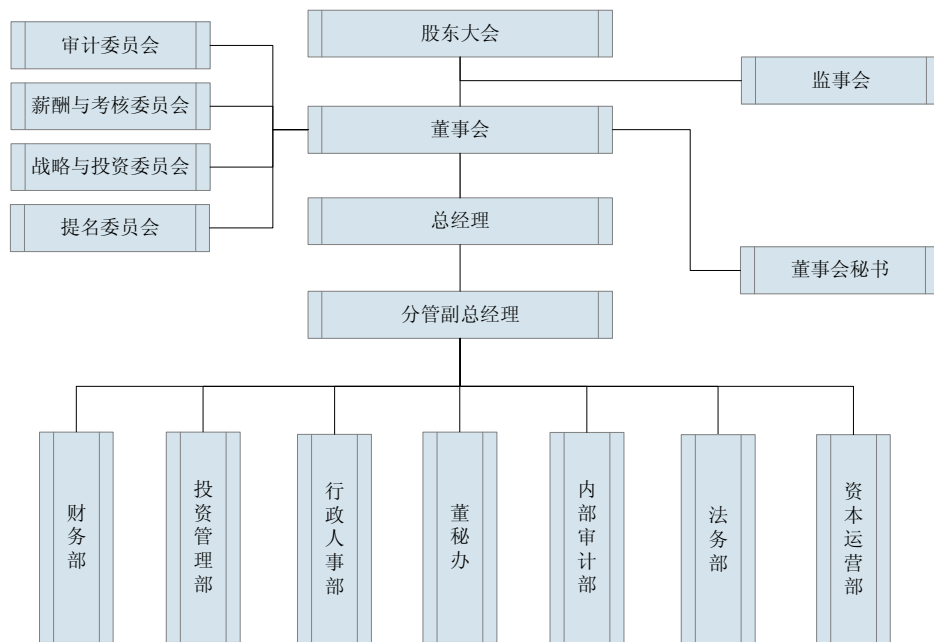 股东大会
审计委员会
监事会
薪酬与考核委员会
董事会
战略与投资委员会
总经理
提名委员会
董事会秘书
分管副总经理
财务部
投资管理部
行政人事部
董秘办
内部审计部
法务部
资本运营部